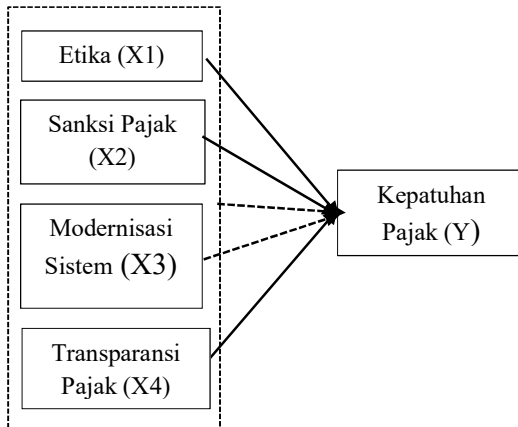 Etika (X1)
Sanksi Pajak
(X2)
Modernisasi
Sistem (X3)
Transparansi
Pajak (X4)
Kepatuhan
Pajak (Y)